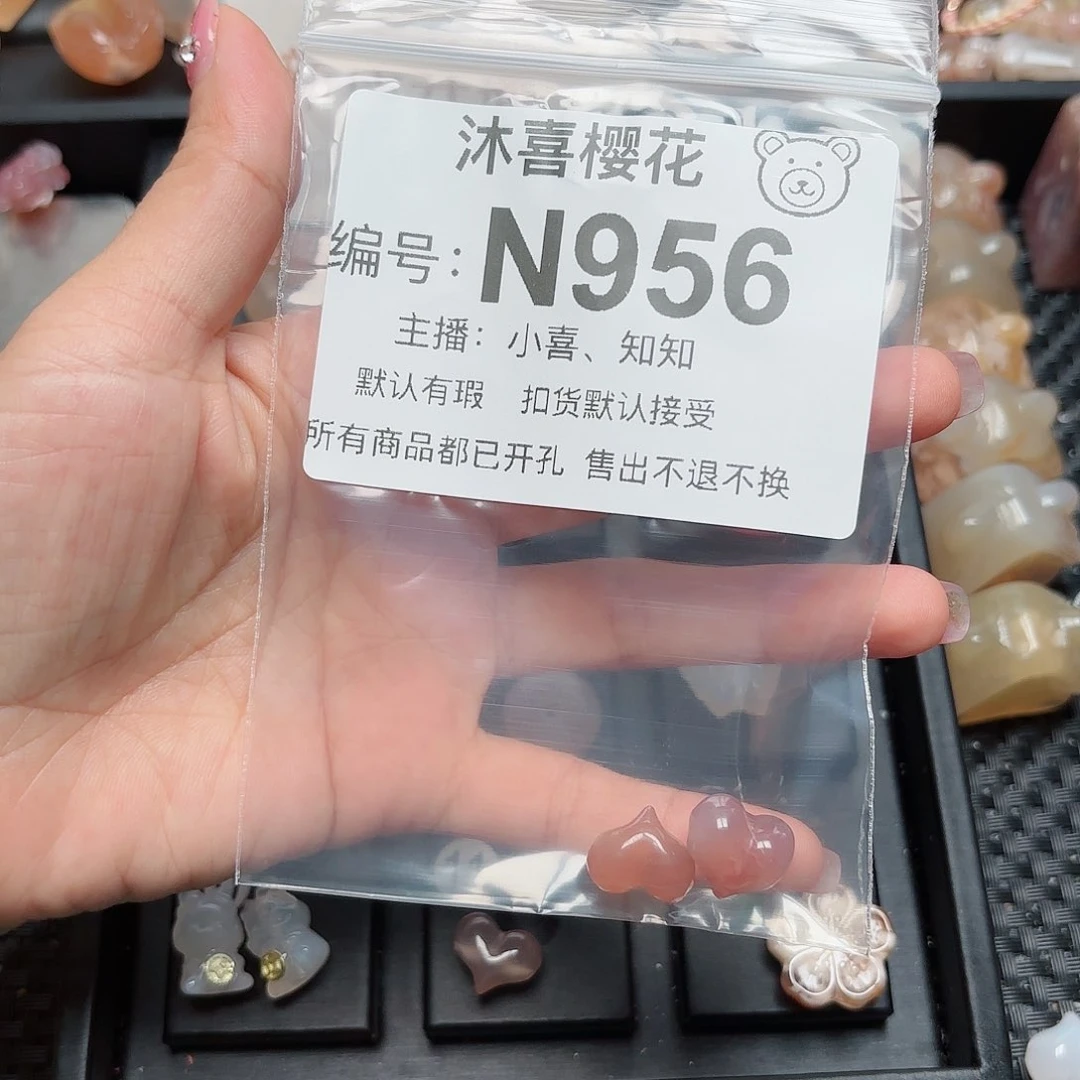 沐喜樱花
编号：N956
主播：小喜、知知
默认有瑕 扣货默认接受
所有商品都已开孔 售出不退不换
11